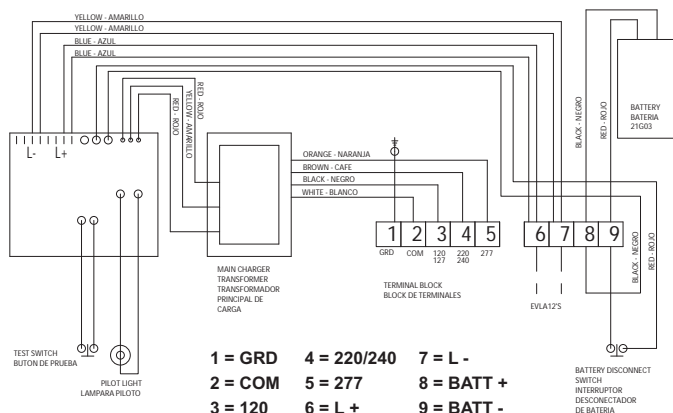 YELLOW - AMARILLO
YELLOW - AMARILLO
BLUE - AZUL
BLUE - AZUL
RED - ROJO
YELLOW - AMARILLO
RED - ROJO
BLACK - NEGRO
RED - ROJO
BATTERY
BATERIA
21G03
L- L+
ORANGE - NARANJA
BROWN - CAFE
BLACK - NEGRO
WHITE - BLANCO
1 2 3 4 5
GRD COM 120 220 277
127 240
6 7 8 9
BLACK - NEGRO
RED - ROJO
MAIN CHARGER
TRANSFORMER
TRANSFORMADOR
PRINCIPAL DE
CARGA
TERMINAL BLOCK
BLOCK DE TERMINALES
EVLA12'S
TEST SWITCH
BUTON DE PRUEBA
PILOT LIGHT
LAMPARA PILOTO
1 = GRD 4 = 220/240 7 = L -
2 = COM 5 = 277 8 = BATT +
3 = 120 6 = L + 9 = BATT -
BATTERY DISCONNECT
SWITCH
INTERRUPTOR
DESCONECTADOR
DE BATERIA